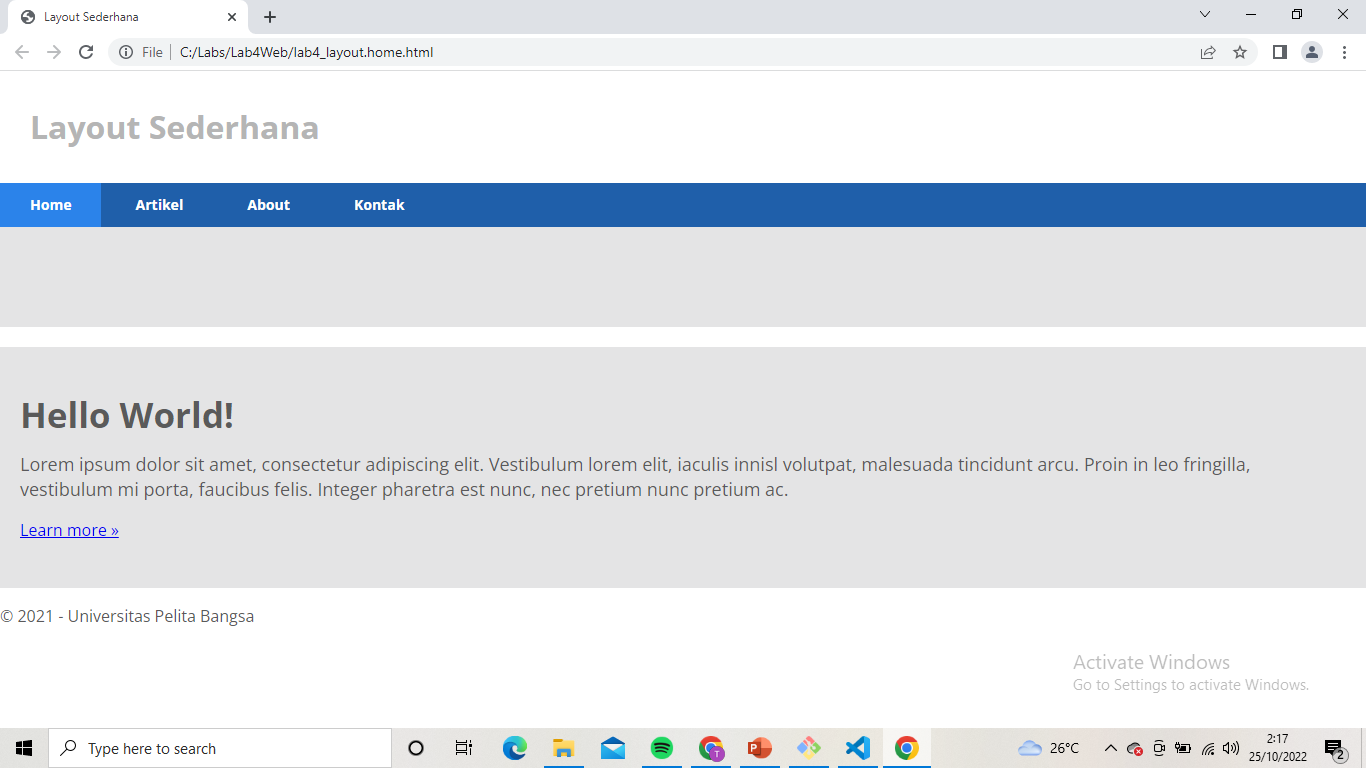 Layout Sederhana
File
C:/Labs/Lab4Web/lab4_layout.home.html
Layout Sederhana
Home Artikel About Kontak
Hello World!
Lorem ipsum dolor sit amet, consectetur adipiscing elit. Vestibulum lorem elit, iaculis innisl volutpat, malesuada tincidunt arcu. Proin in leo fringilla,
vestibulum mi porta, faucibus felis. Integer pharetra est nunc, nec pretium nunc pretium ac.
Learn more »
© 2021 - Universitas Pelita Bangsa
Activate Windows
Go to Settings to activate Windows.
Type here to search
T
P
26°C
2:17
25/10/2022
2